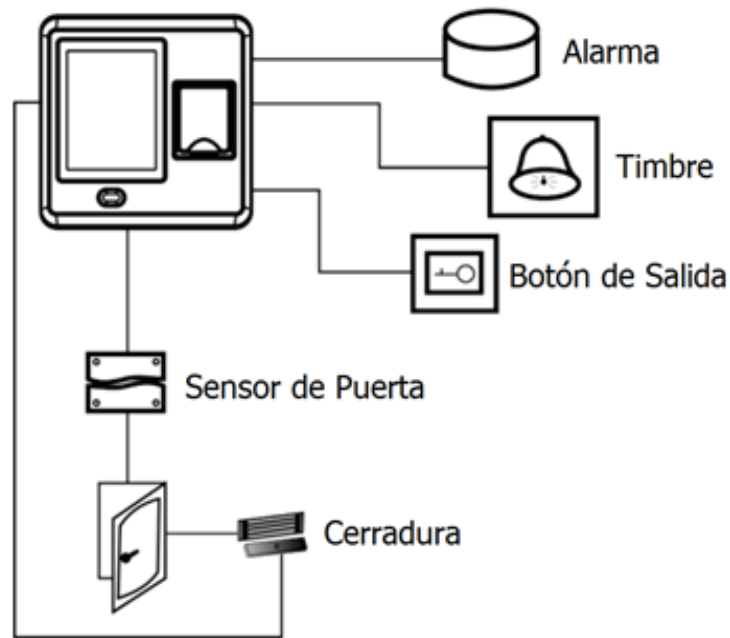 Alarma
Timbre
Botón de Salida
Sensor de Puerta
Cerradura